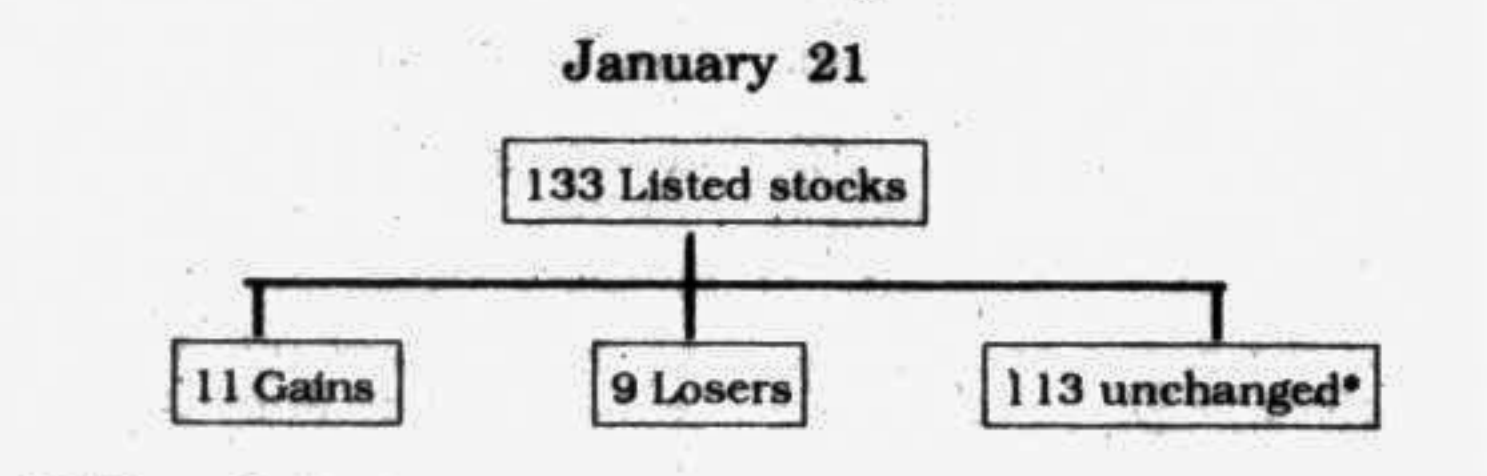 January 21
133 Listed stocks
11 Gains
9 Losers
113 unchanged*